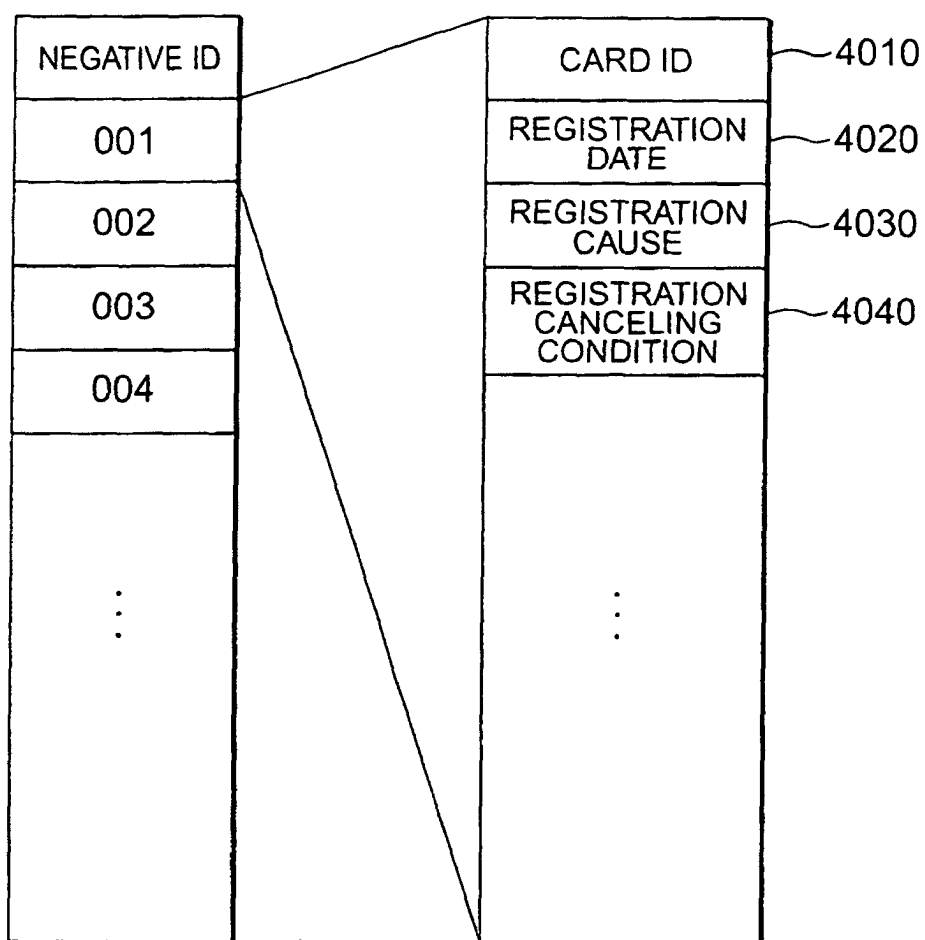 NEGATIVE ID
001
002
003
004
CARD ID
4010
REGISTRATION
DATE
4020
REGISTRATION
CAUSE
4030
REGISTRATION
CANCELING
CONDITION
4040